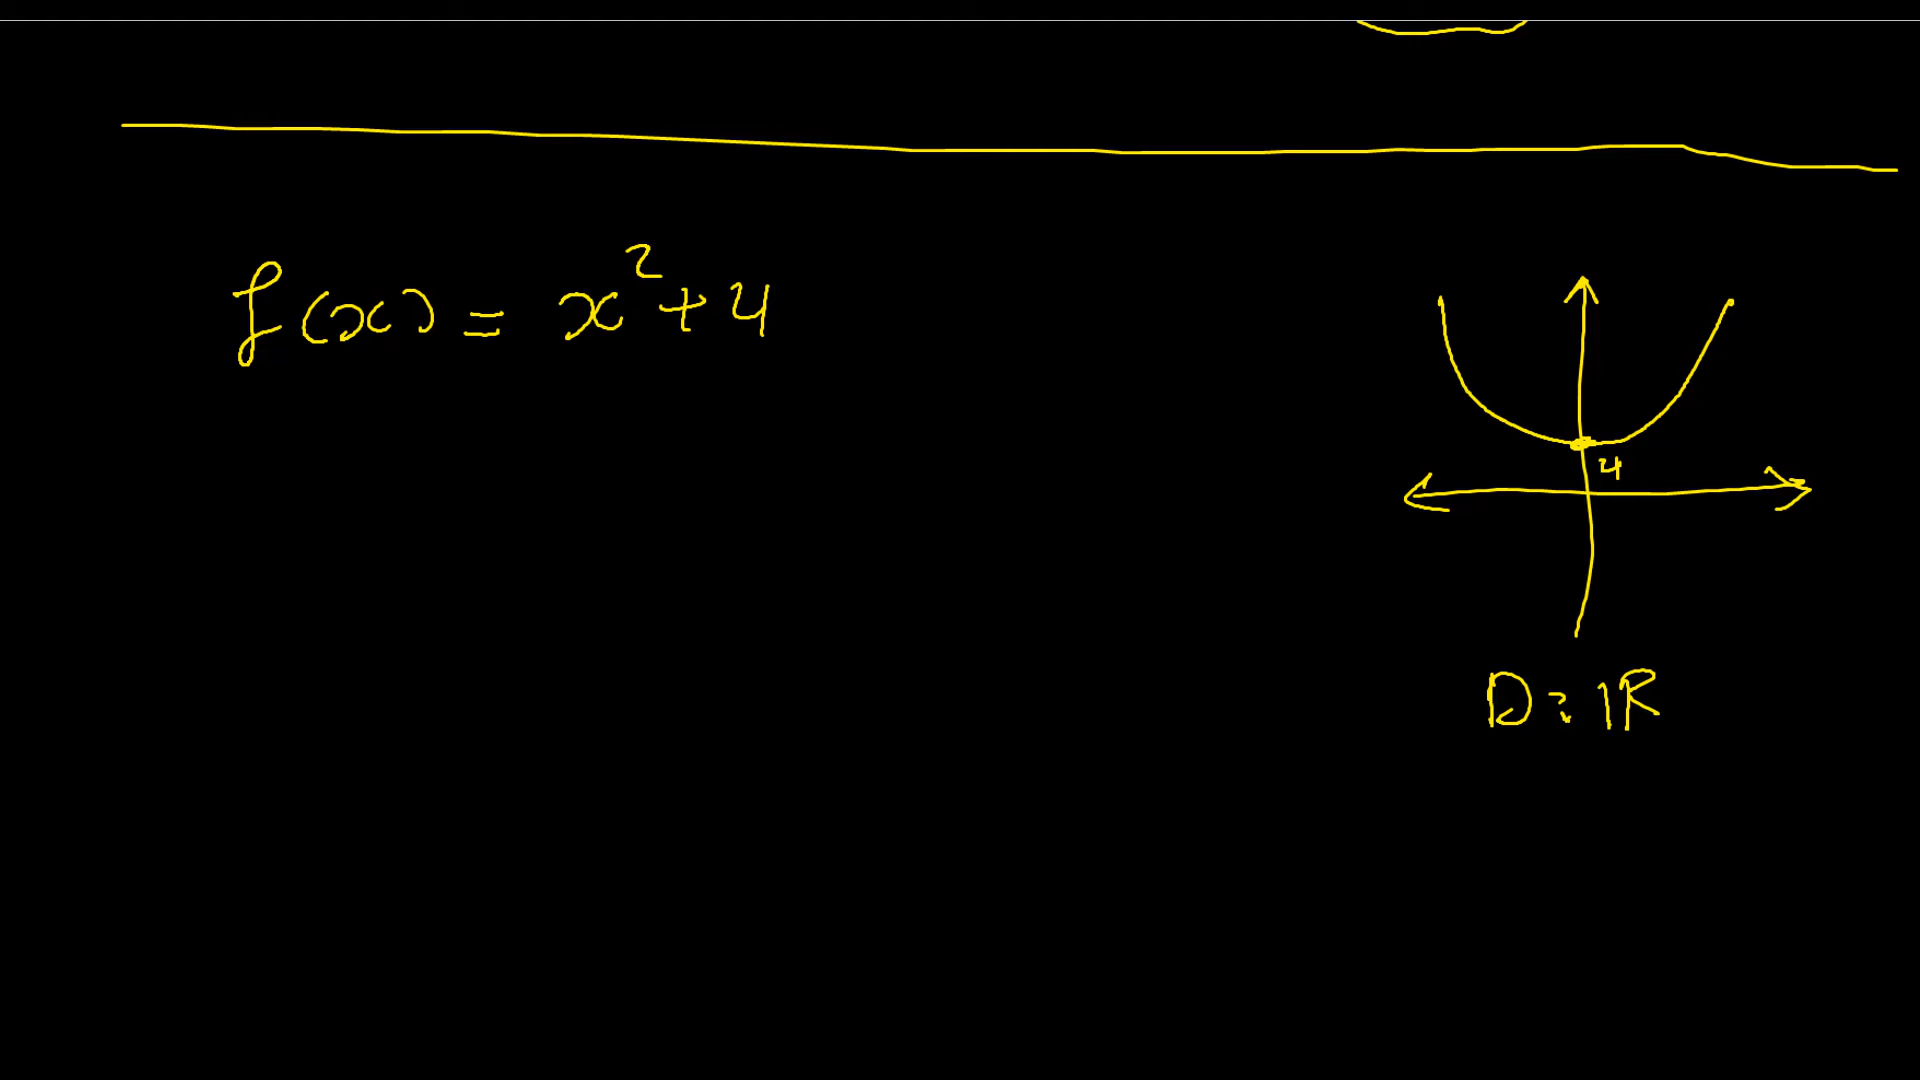 f(x) = x² + 4
4
D: ℝ